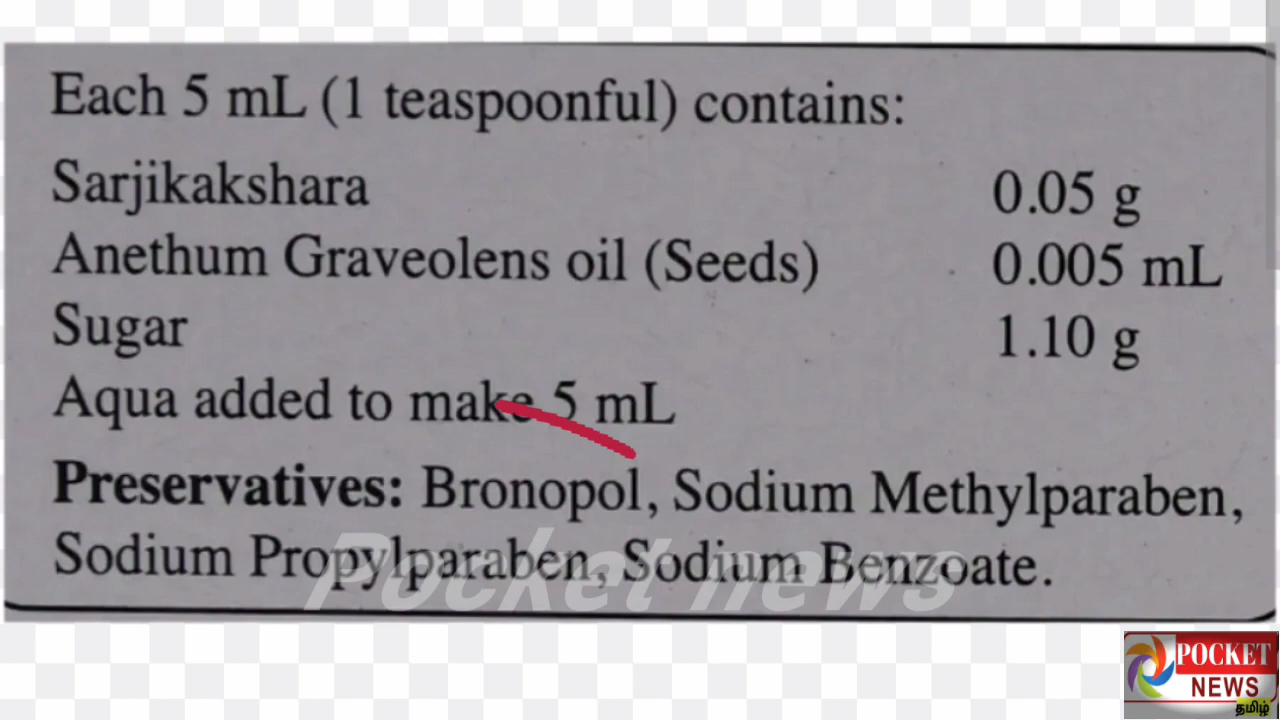 Each 5 mL (1 teaspoonful) contains:
Sarjikakshara 0.05 g
Anethum Graveolens oil (Seeds) 0.005 mL
Sugar 1.10 g
Aqua added to make 5 mL
Preservatives: Bronopol, Sodium Methylparaben,
Sodium Propylparaben, Sodium Benzoate.
Pocket news
POCKET
NEWS
தமிழ்